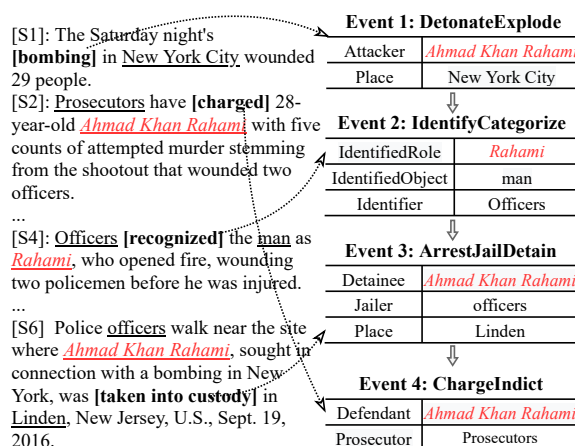 [S1]: The Saturday night's
[bombing] in New York City wounded
29 people.
[S2]: Prosecutors have [charged] 28-
year-old Ahmad Khan Rahami with five
counts of attempted murder stemming
from the shootout that wounded two
officers.
...
[S4]: Officers [recognized] the man as
Rahami, who opened fire, wounding
two policemen before he was injured.
...
[S6] Police officers walk near the site
where Ahmad Khan Rahami, sought in
connection with a bombing in New
York, was [taken into custody] in
Linden, New Jersey, U.S., Sept. 19,
2016.
Event 1: DetonateExplode
Attacker Ahmad Khan Rahami
Place New York City
Event 2: IdentifyCategorize
IdentifiedRole Rahami
IdentifiedObject man
Identifier Officers
Event 3: ArrestJailDetain
Detainee Ahmad Khan Rahami
Jailer officers
Place Linden
Event 4: ChargeIndict
Defendant Ahmad Khan Rahami
Prosecutor Prosecutors